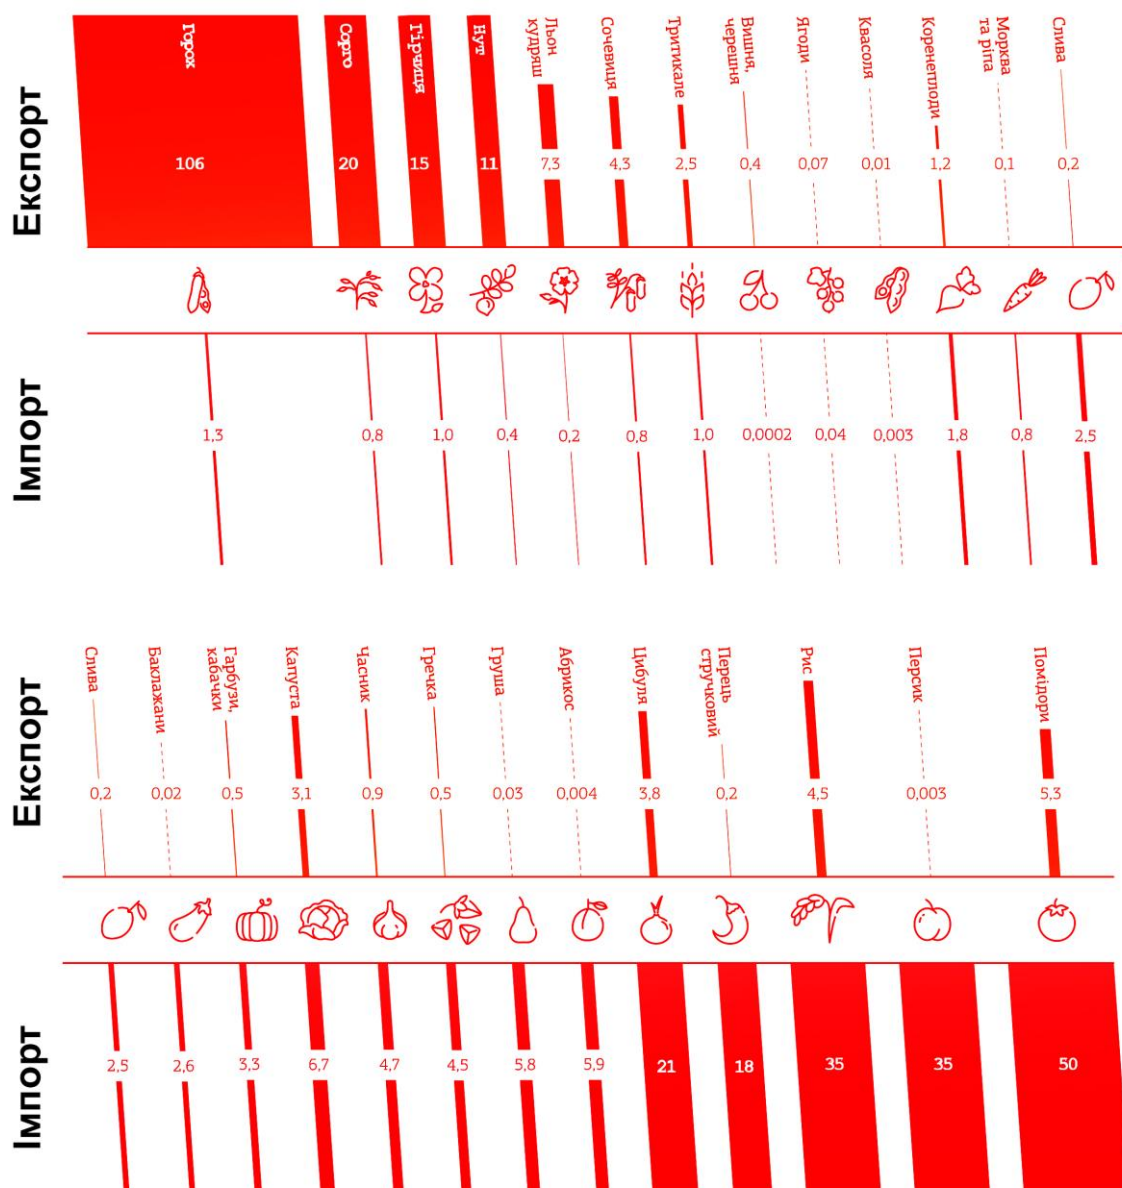 Експорт
Горох
Сорго
Гірчиця
Нут
Льон
кудряш
Сочевиця
Тритикале
Вишня,
черешня
Ягоди
Квасоля
Коренеплоди
Морква
та ріпа
Слива
106
20
15
11
7,3
4,3
2,5
0,4
0,07
0,01
1,2
0,1
0,2
Імпорт
1,3
0,8
1,0
0,4
0,2
0,8
1,0
0,0002
0,04
0,003
1,8
0,8
2,5
Експорт
Слива
Баклажани
Гарбузи,
кабачки
Капуста
Часник
Гречка
Груша
Абрикос
Цибуля
Перець
стручковий
Рис
Персик
Помідори
0,2
0,02
0,5
3,1
0,9
0,5
0,03
0,004
3,8
0,2
4,5
0,003
5,3
Імпорт
2,5
2,6
3,3
6,7
4,7
4,5
5,8
5,9
21
18
35
35
50